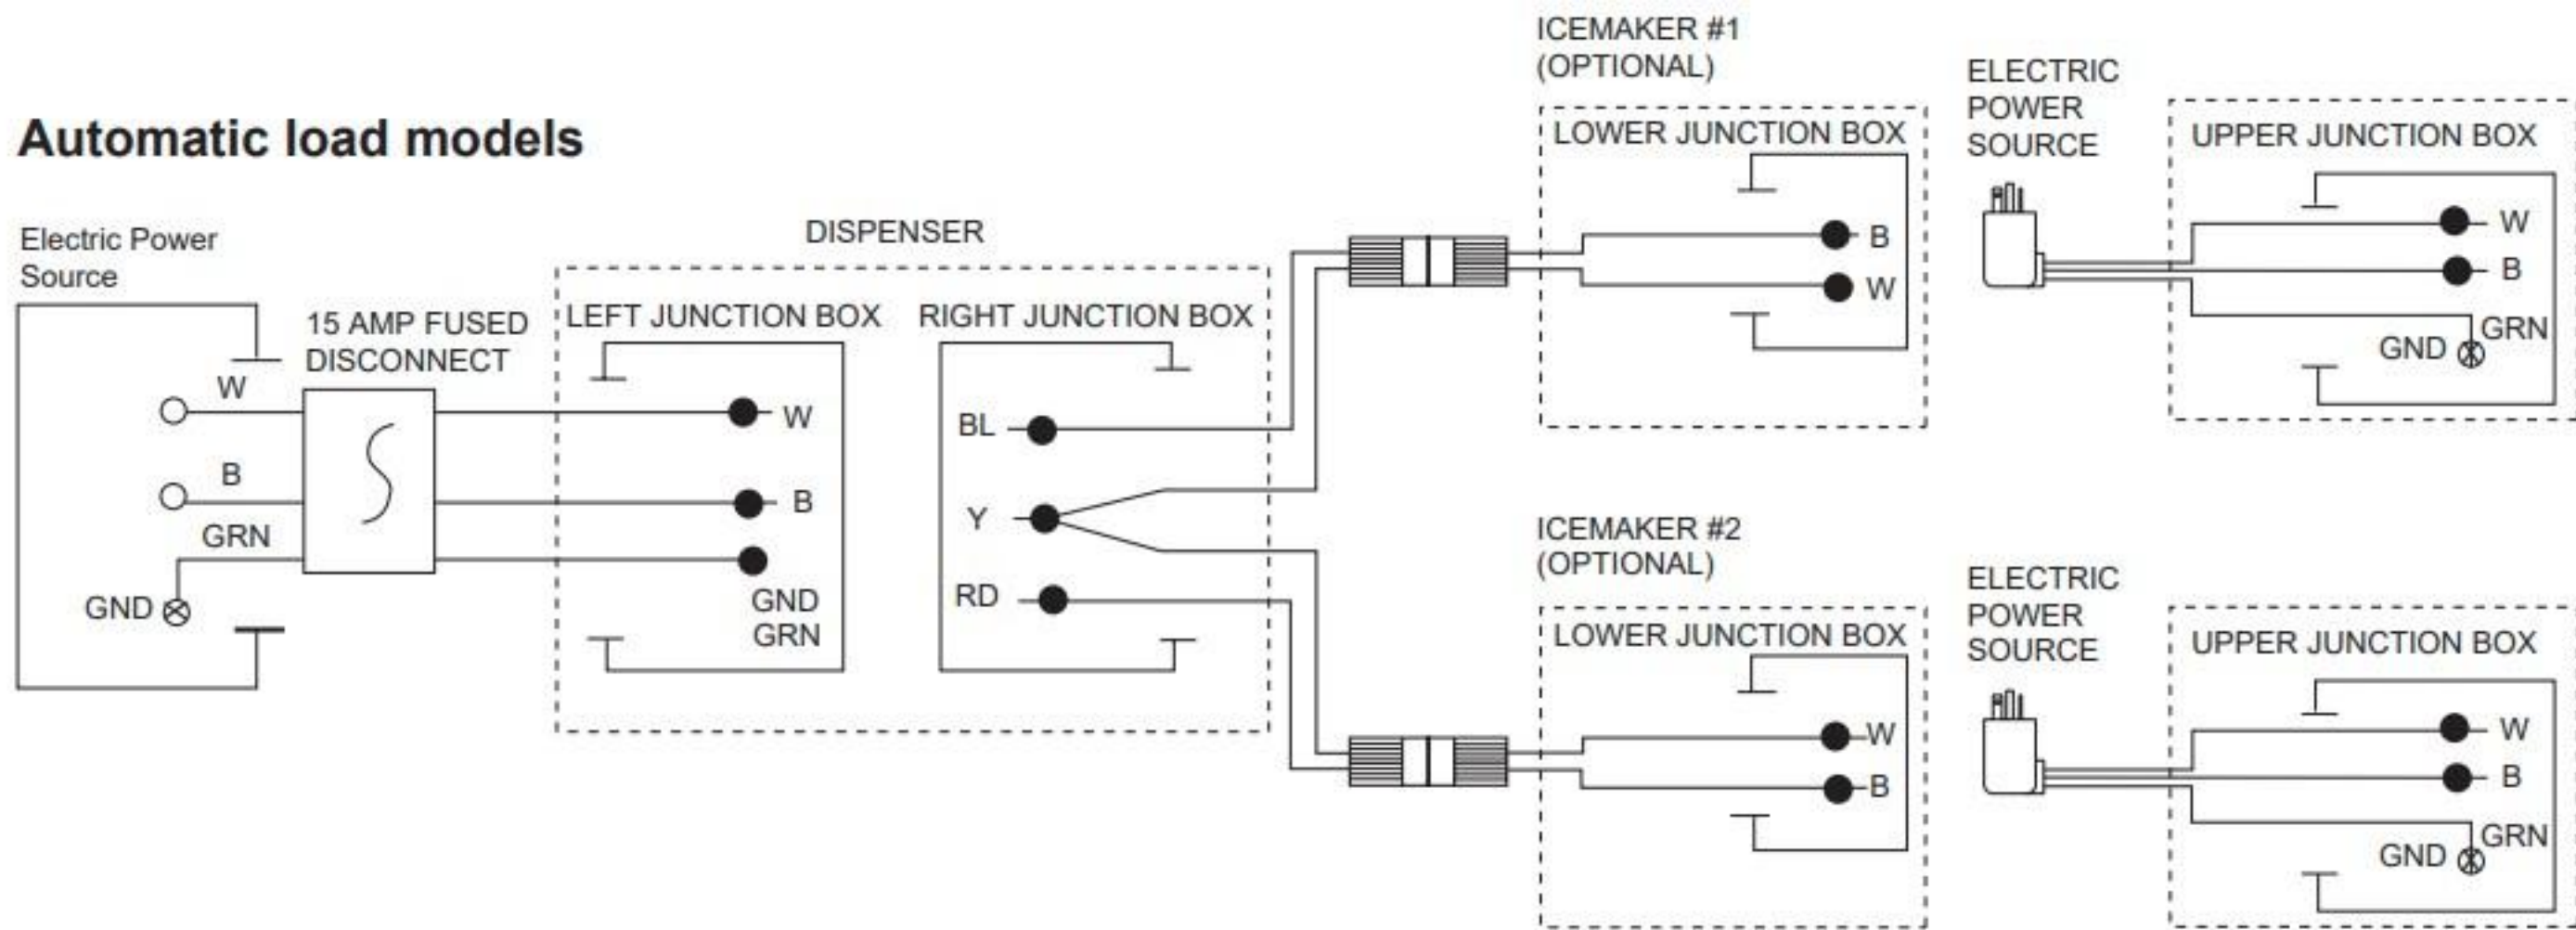 Automatic load models
Electric Power
Source
W
B
GRN
GND
15 AMP FUSED
DISCONNECT
DISPENSER
LEFT JUNCTION BOX
W
B
GND
GRN
RIGHT JUNCTION BOX
BL
Y
RD
ICEMAKER #1
(OPTIONAL)
LOWER JUNCTION BOX
B
W
ELECTRIC
POWER
SOURCE
UPPER JUNCTION BOX
W
B
GRN
GND
ICEMAKER #2
(OPTIONAL)
LOWER JUNCTION BOX
W
B
ELECTRIC
POWER
SOURCE
UPPER JUNCTION BOX
W
B
GRN
GND